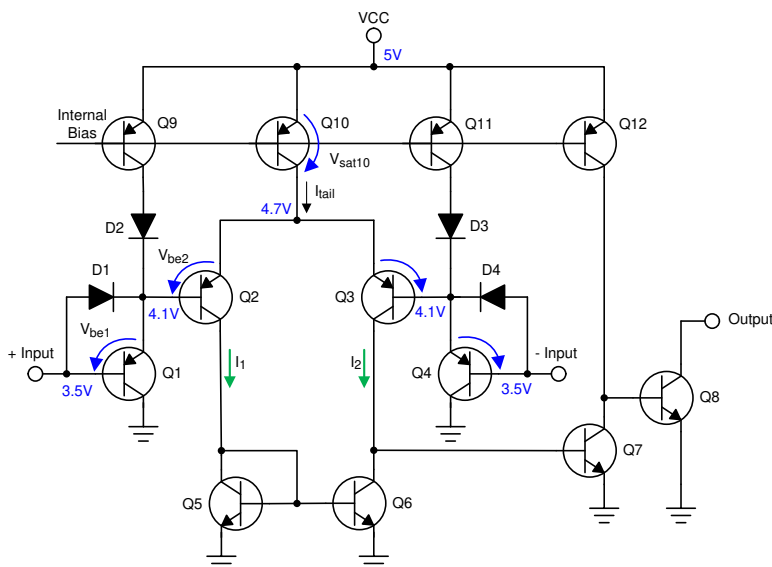 VCC
5V
Internal
Bias
Q9
Q10
Q11
Q12
Vsat10
Itail
4.7V
D2
D3
Vbe2
D1
D4
Q2
Q3
4.1V
4.1V
Vbe1
+ Input
Q1
3.5V
I1
I2
Q4
- Input
3.5V
Output
Q8
Q7
Q5
Q6